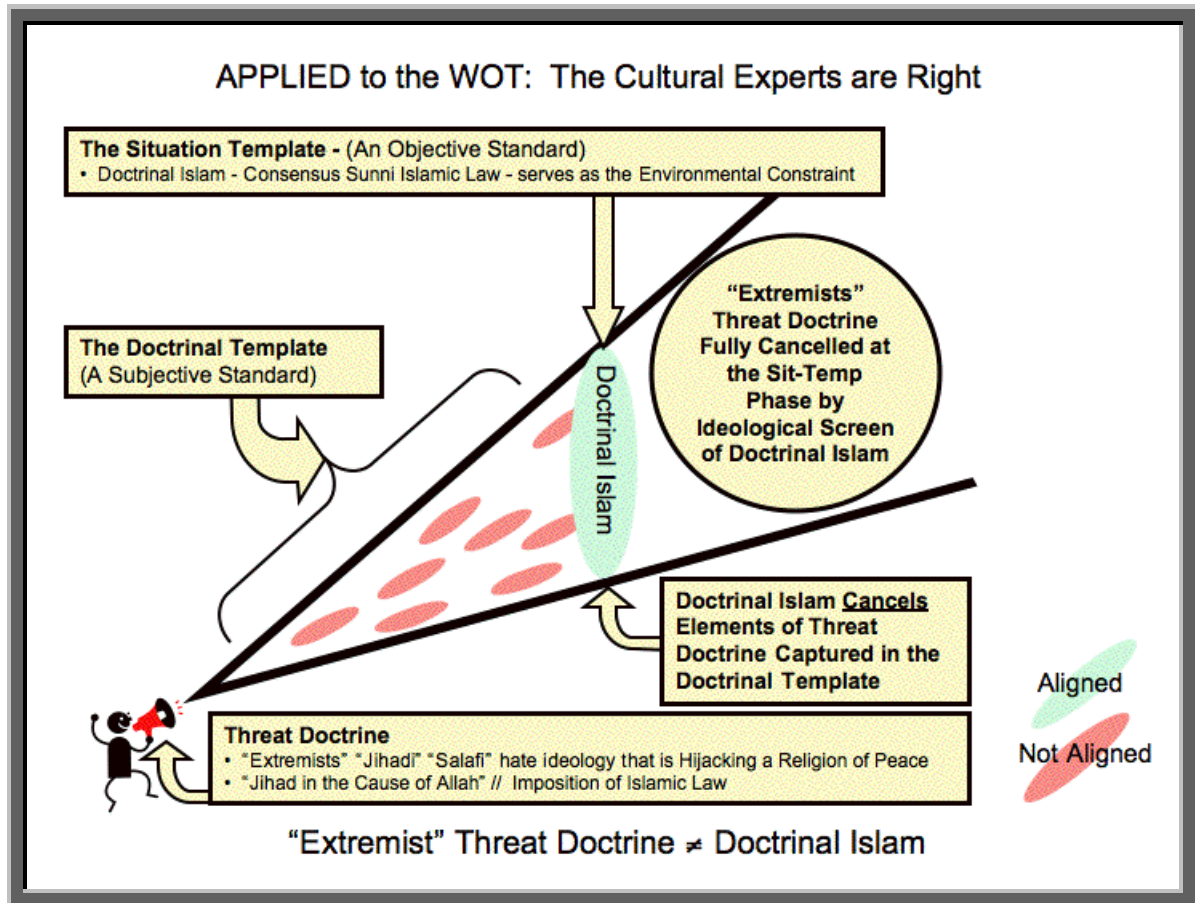 APPLIED to the WOT:  The Cultural Experts are Right
The Situation Template - (An Objective Standard)
• Doctrinal Islam - Consensus Sunni Islamic Law - serves as the Environmental Constraint
The Doctrinal Template
(A Subjective Standard)
“Extremists”
Threat Doctrine
Fully Cancelled at
the Sit-Temp
Phase by
Ideological Screen
of Doctrinal Islam
Doctrinal Islam
Doctrinal Islam Cancels
Elements of Threat
Doctrine Captured in the
Doctrinal Template
Aligned
Not Aligned
Threat Doctrine
• “Extremists” “Jihadi” “Salafi” hate ideology that is Hijacking a Religion of Peace
• “Jihad in the Cause of Allah” //  Imposition of Islamic Law
“Extremist” Threat Doctrine ≠ Doctrinal Islam